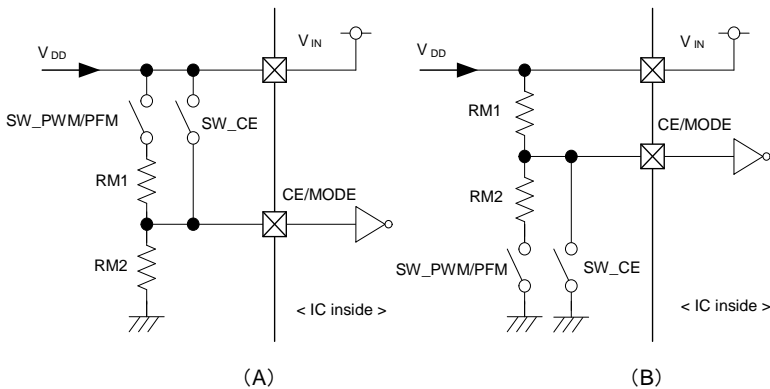 V DD
V IN
SW_PWM/PFM
SW_CE
RM1
CE/MODE
RM2
< IC inside >
(A)
V DD
V IN
RM1
CE/MODE
RM2
SW_PWM/PFM
SW_CE
< IC inside >
(B)